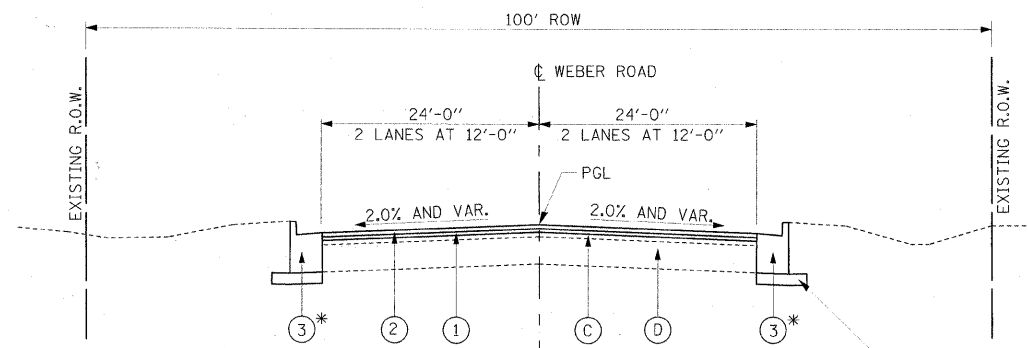 100' ROW
℄ WEBER ROAD
EXISTING R.O.W.
EXISTING R.O.W.
24'-0" 24'-0"
2 LANES AT 12'-0" 2 LANES AT 12'-0"
PGL
2.0% AND VAR. 2.0% AND VAR.
3* 2 1 C D 3*